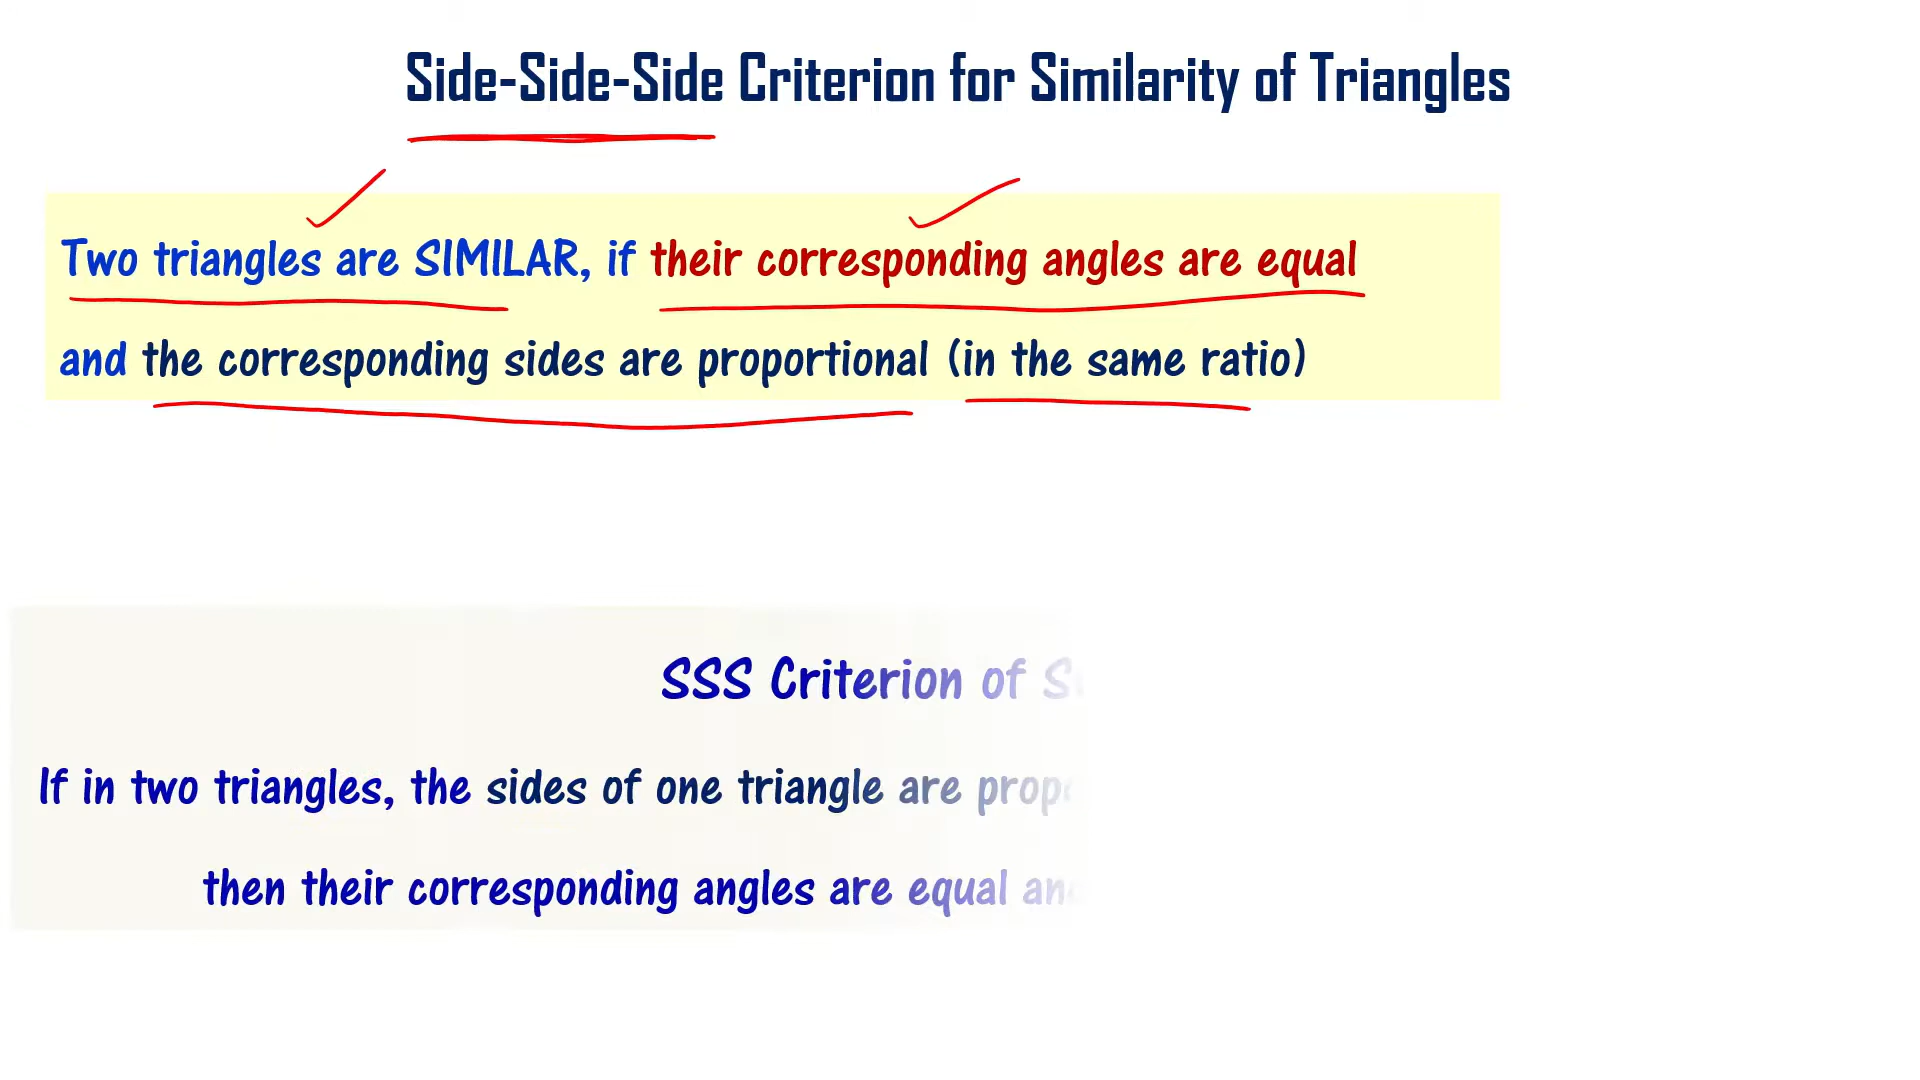 Side-Side-Side Criterion for Similarity of Triangles
Two triangles are SIMILAR, if their corresponding angles are equal
and the corresponding sides are proportional (in the same ratio)
SSS Criterion of
If in two triangles, the sides of one triangle are
then their corresponding angles are equal